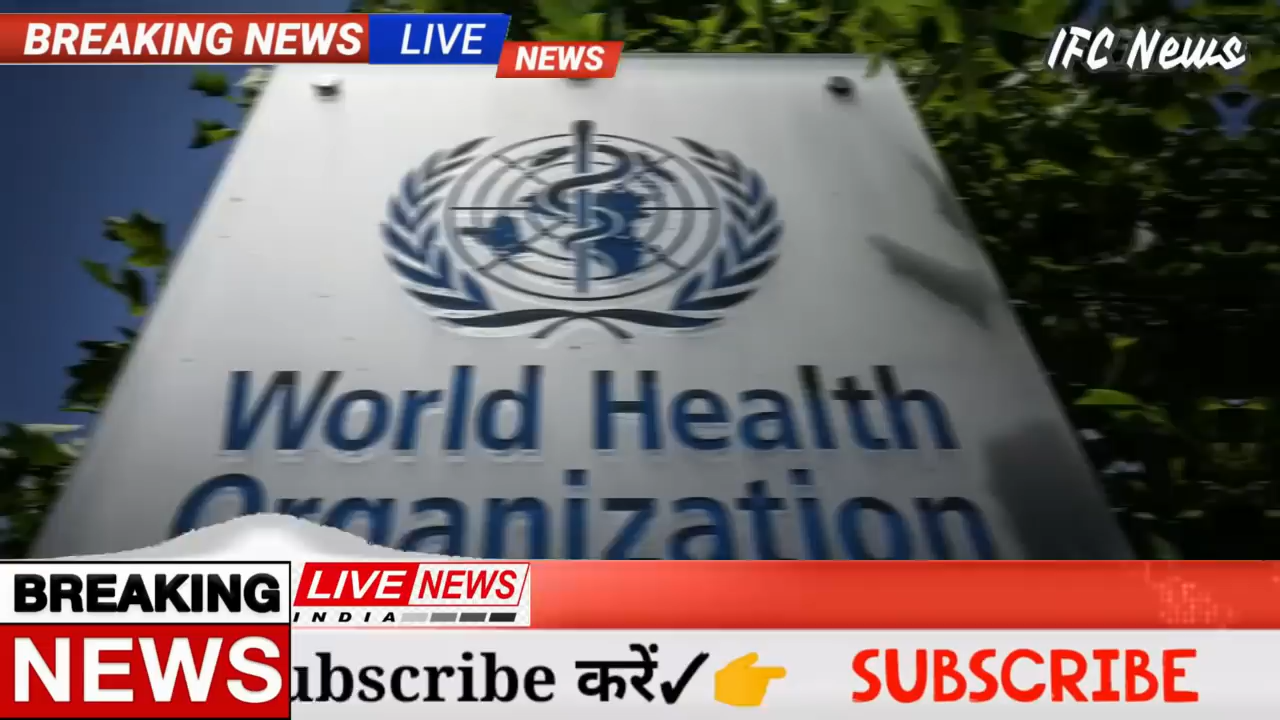 BREAKING NEWS LIVE
NEWS
IFC News
World Health
Organization
BREAKING
NEWS
LIVE NEWS
INDIA
ubscribe करें✓👉 SUBSCRIBE